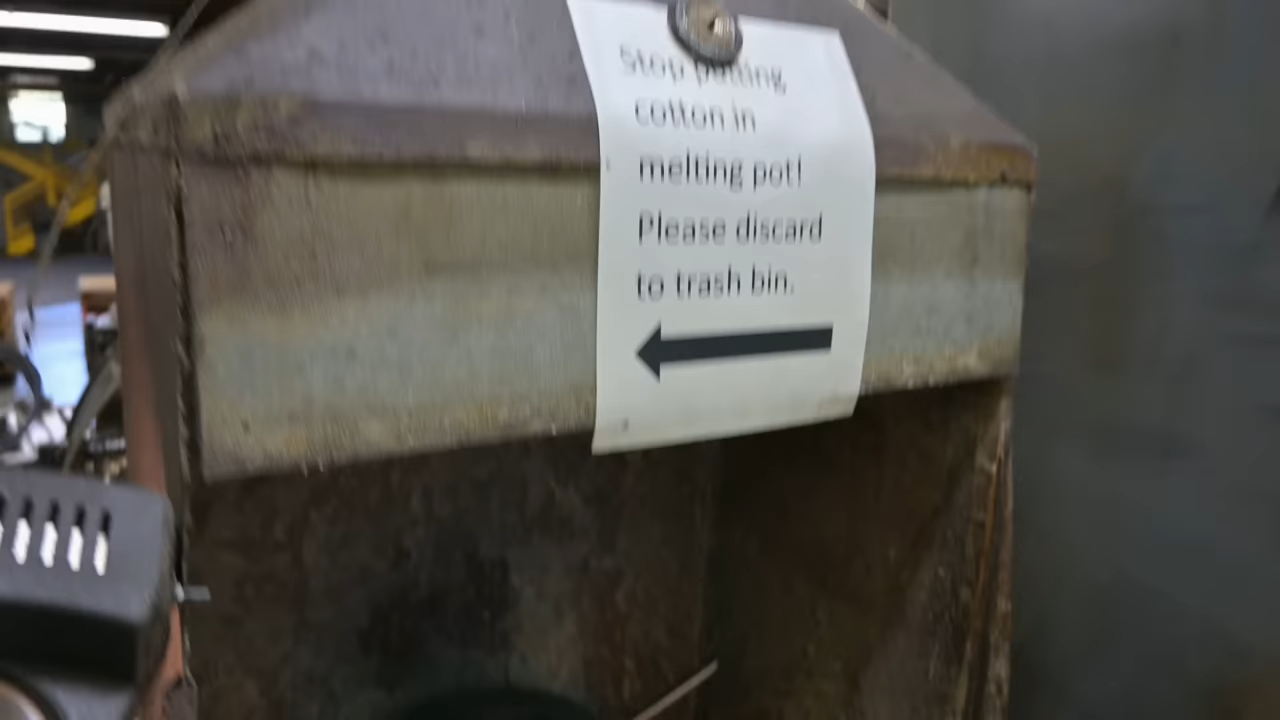 Stop putting
cotton in
melting pot!
Please discard
to trash bin.